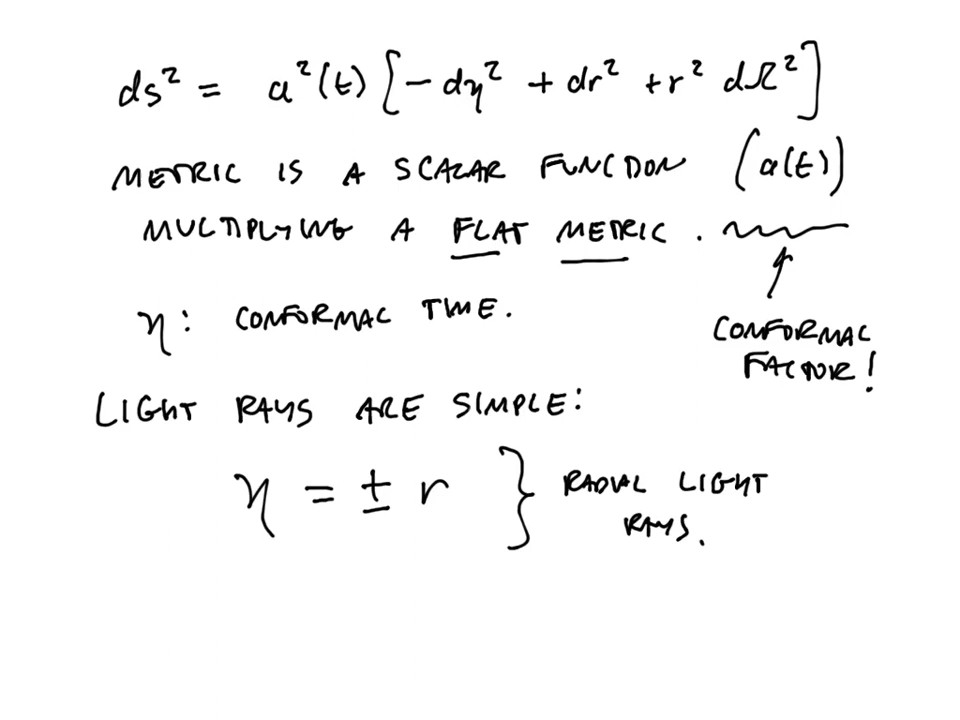 ds² = a²(t) [-dη² + dr² + r² dΩ²]
METRIC IS A SCALAR FUNCTION (a(t))
MULTIPLYING A FLAT METRIC.
η: CONFORMAL TIME.
CONFORMAL
FACTOR!
LIGHT RAYS ARE SIMPLE:
η = ± r } RADIAL LIGHT
RAYS.